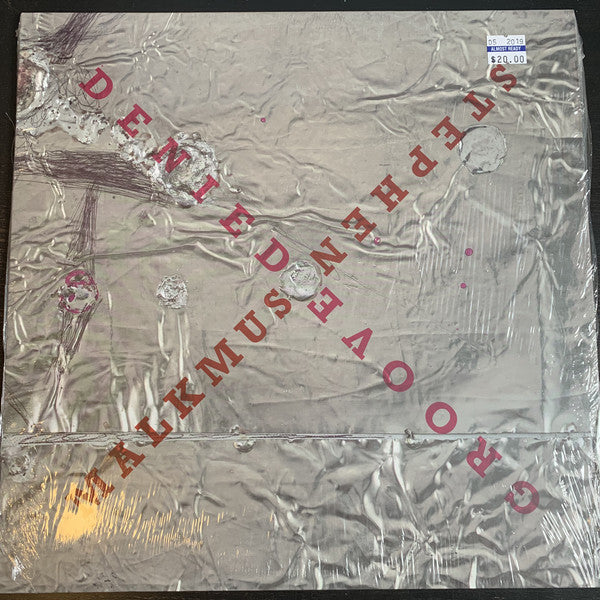 05 2019
ALMOST READY
$20.00
GROOVE
DENIED
STEPHEN
MALKMUS